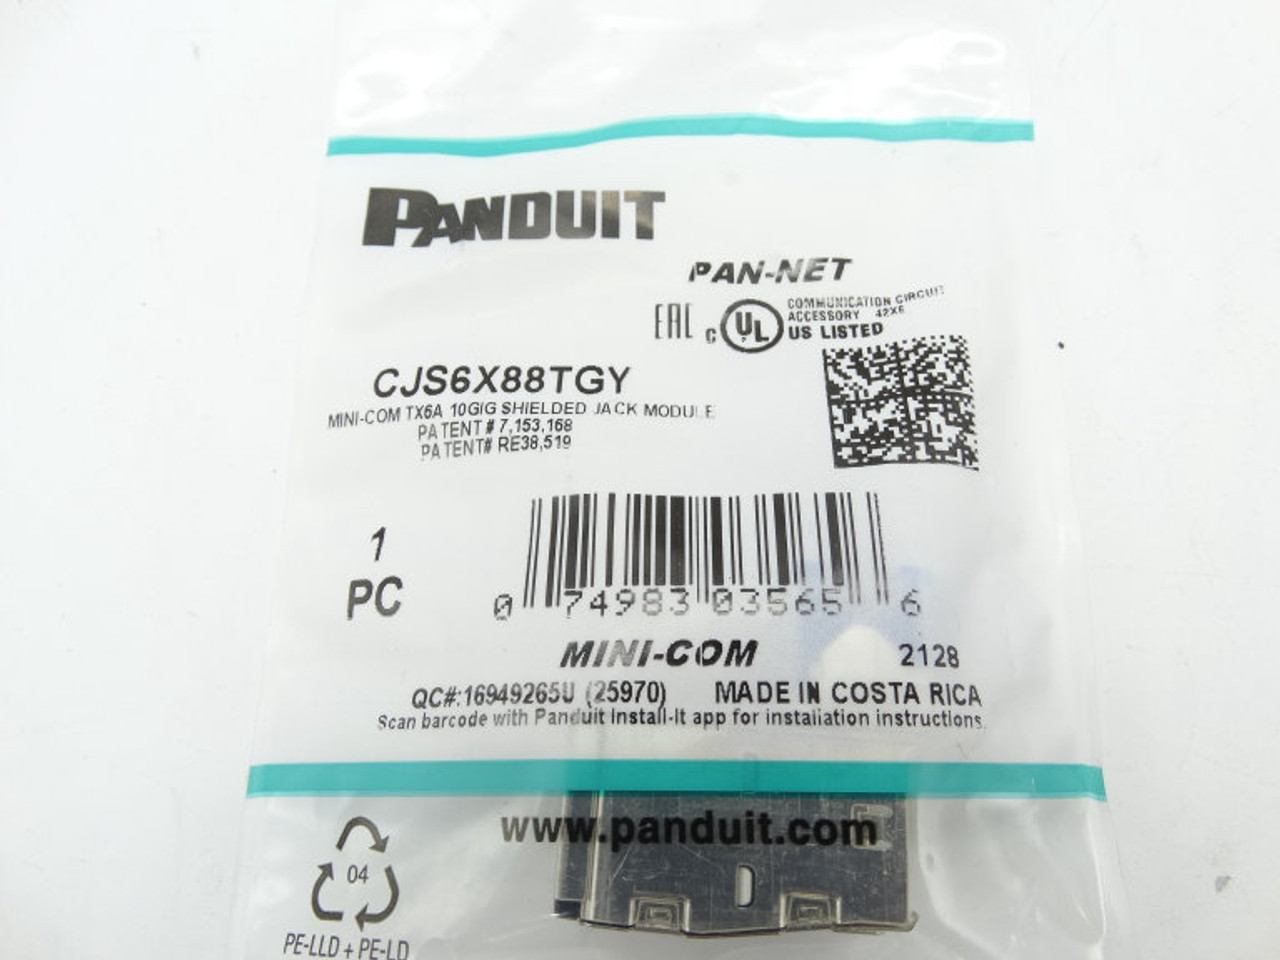 PANDUIT
PAN-NET
EAC
c UL US LISTED
COMMUNICATION CIRCUIT
ACCESSORY 42X6
CJS6X88TGY
MINI-COM TX6A 10GIG SHIELDED JACK MODULE
PATENT # 7,153,168
PATENT# RE38,519
1
PC
0 74983 03565 6
MINI-COM
2128
QC#:16949265U (25970) MADE IN COSTA RICA
Scan barcode with Panduit Install-It app for installation instructions.
www.panduit.com
04
PE-LLD + PE-LD